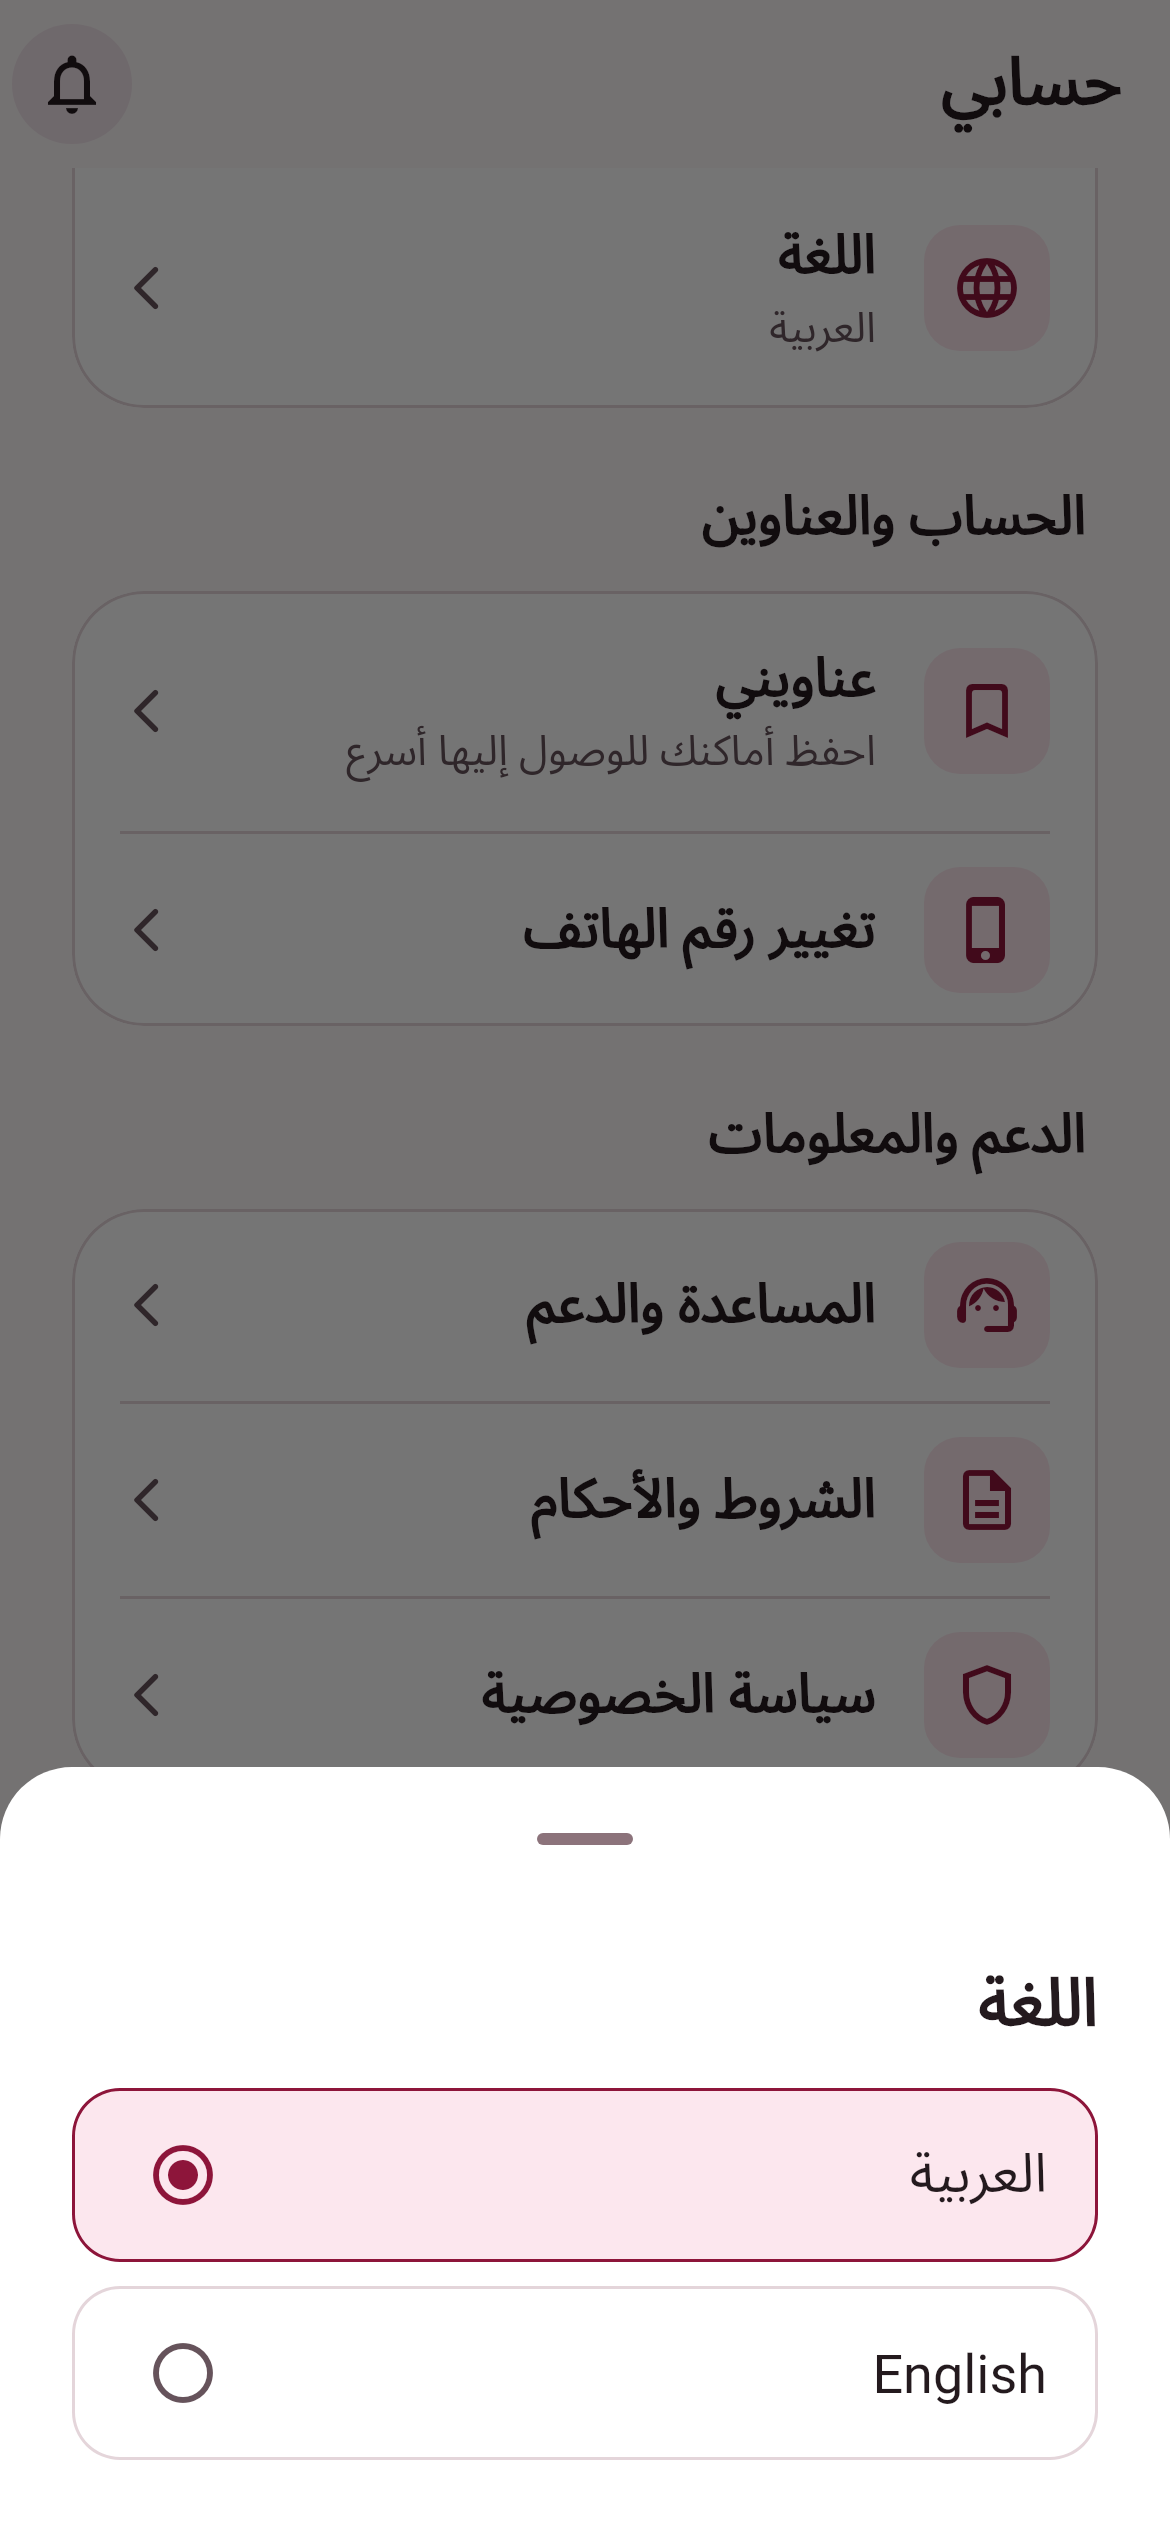 حسابي
اللغة
العربية
الحساب والعناوين
عناويني
احفظ أماكنك للوصول إليها أسرع
تغيير رقم الهاتف
الدعم والمعلومات
المساعدة والدعم
الشروط والأحكام
سياسة الخصوصية
اللغة
العربية
English